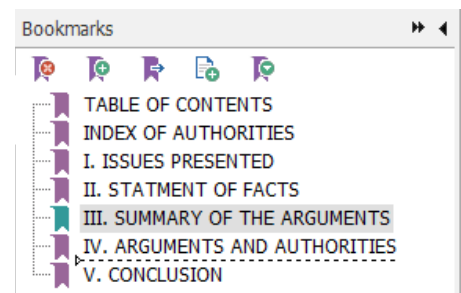 Bookmarks
TABLE OF CONTENTS
INDEX OF AUTHORITIES
I. ISSUES PRESENTED
II. STATMENT OF FACTS
III. SUMMARY OF THE ARGUMENTS
IV. ARGUMENTS AND AUTHORITIES
V. CONCLUSION